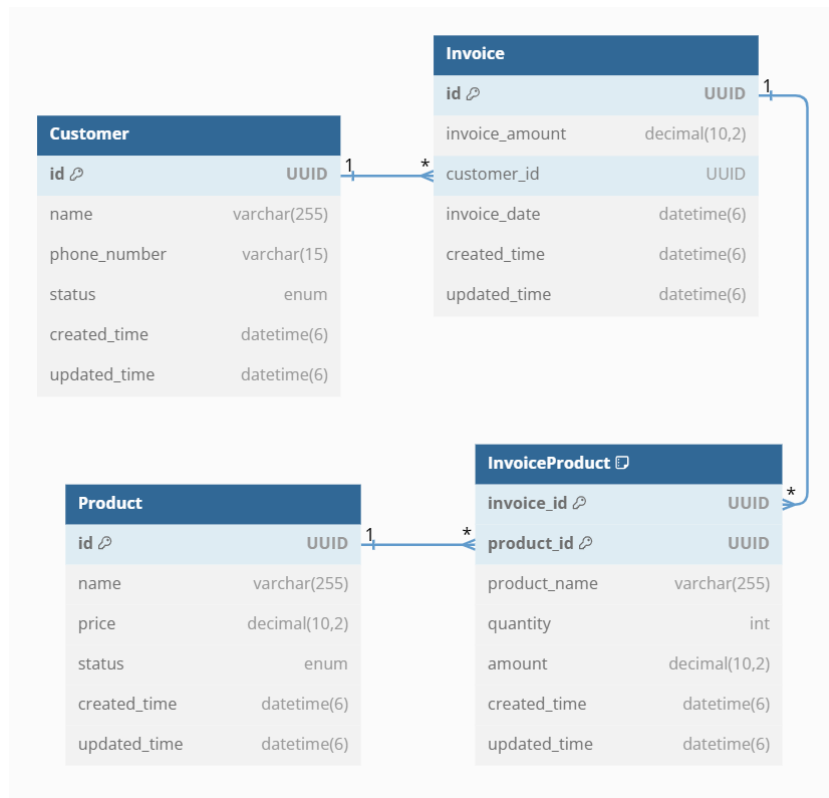 Customer
id UUID
name varchar(255)
phone_number varchar(15)
status enum
created_time datetime(6)
updated_time datetime(6)
1 *
Invoice
id UUID
invoice_amount decimal(10,2)
customer_id UUID
invoice_date datetime(6)
created_time datetime(6)
updated_time datetime(6)
1
*
Product
id UUID
name varchar(255)
price decimal(10,2)
status enum
created_time datetime(6)
updated_time datetime(6)
1 *
InvoiceProduct
invoice_id UUID
product_id UUID
product_name varchar(255)
quantity int
amount decimal(10,2)
created_time datetime(6)
updated_time datetime(6)